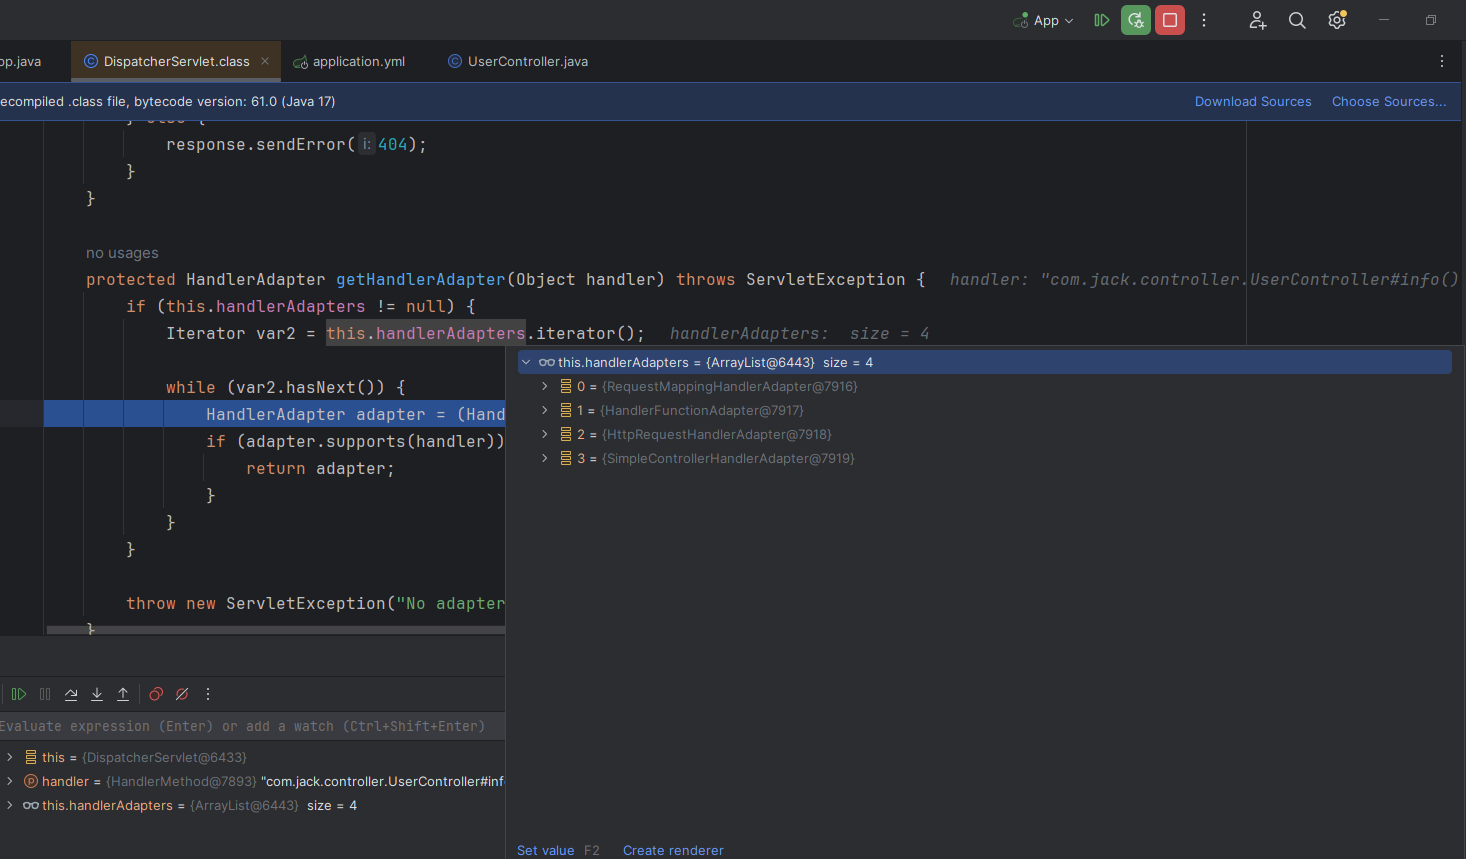 App
pp.java
DispatcherServlet.class
application.yml
UserController.java
ecompiled .class file, bytecode version: 61.0 (Java 17)
Download Sources
Choose Sources...
} else {
response.sendError( i: 404);
}
}
no usages
protected HandlerAdapter getHandlerAdapter(Object handler) throws ServletException { handler: "com.jack.controller.UserController#info()
if (this.handlerAdapters != null) {
Iterator var2 = this.handlerAdapters.iterator(); handlerAdapters: size = 4
while (var2.hasNext()) {
HandlerAdapter adapter = (Hand
if (adapter.supports(handler))
return adapter;
}
}
}
throw new ServletException("No adapter
}
this.handlerAdapters = {ArrayList@6443} size = 4
0 = {RequestMappingHandlerAdapter@7916}
1 = {HandlerFunctionAdapter@7917}
2 = {HttpRequestHandlerAdapter@7918}
3 = {SimpleControllerHandlerAdapter@7919}
Set value F2
Create renderer
Evaluate expression (Enter) or add a watch (Ctrl+Shift+Enter)
this = {DispatcherServlet@6433}
handler = {HandlerMethod@7893} "com.jack.controller.UserController#inf
this.handlerAdapters = {ArrayList@6443} size = 4